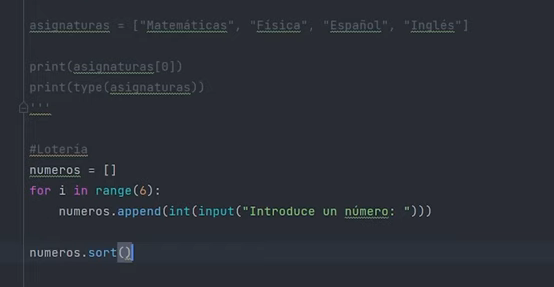 asignaturas = ["Matemáticas", "Física", "Español", "Inglés"]
print(asignaturas[0])
print(type(asignaturas))
'''
#Loteria
numeros = []
for i in range(6):
    numeros.append(int(input("Introduce un número: ")))
numeros.sort()